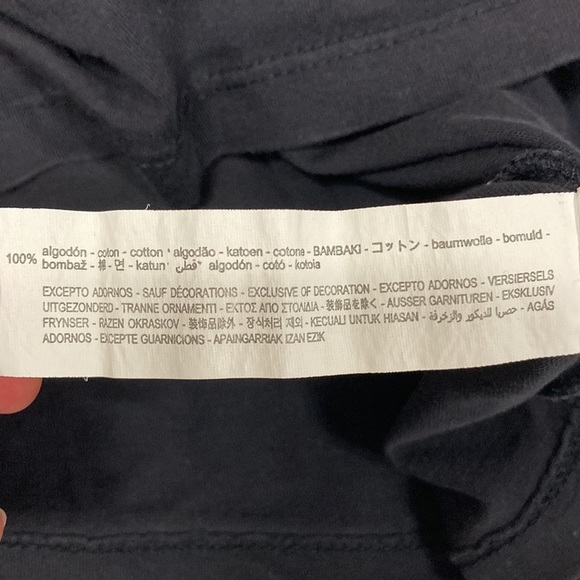 100% algodón - coton - cotton - algodão - katoen - cotone - ΒΑΜΒΑΚΙ - コットン - baumwolle - bomuld -
bombaž - 棉 - 면 - katun - قطن - algodón - cotó - kotoia
EXCEPTO ADORNOS - SAUF DÉCORATIONS - EXCLUSIVE OF DECORATION - EXCEPTO ADORNOS - VERSIERSELS
UITGEZONDERD - TRANNE ORNAMENTI - ΕΚΤΟΣ ΑΠΟ ΣΤΟΛΙΔΙΑ - 装飾品を除く - AUSSER GARNITUREN - EKSKLUSIV
FRYNSER - RAZEN OKRASKOV - 装饰品除外 - 장식처리 제외 - KECUALI UNTUK HIASAN - حصرا للديكور والزخرفة - AGÁS
ADORNOS - EXCEPTE GUARNICIONS - APAINGARRIAK IZAN EZIK